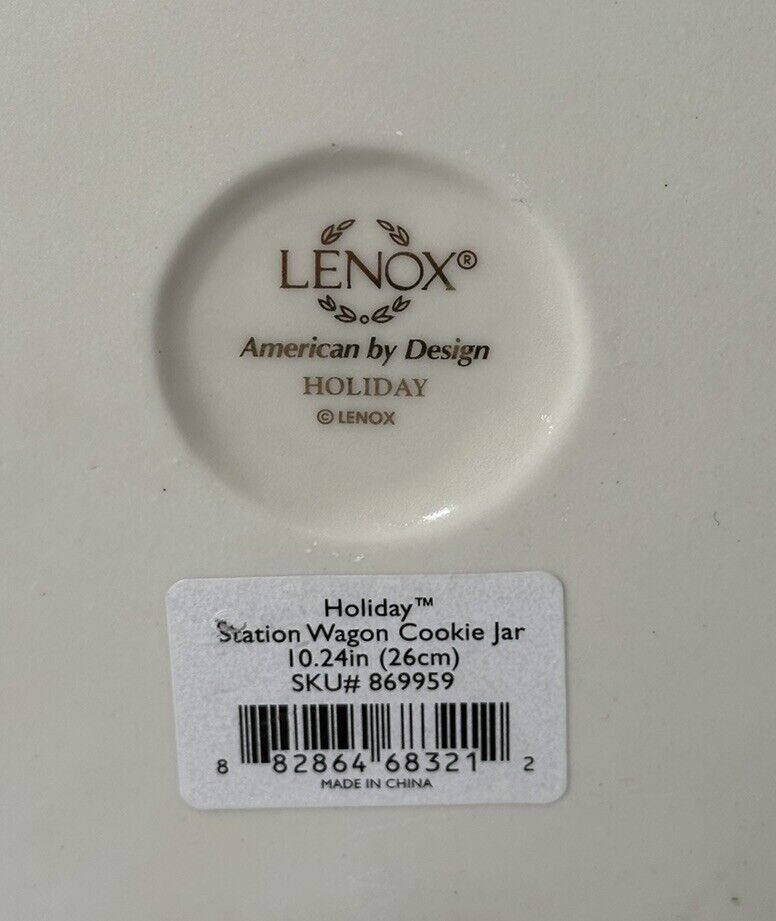 LENOX®
American by Design
HOLIDAY
© LENOX
Holiday™
Station Wagon Cookie Jar
10.24in (26cm)
SKU# 869959
8 82864 68321 2
MADE IN CHINA